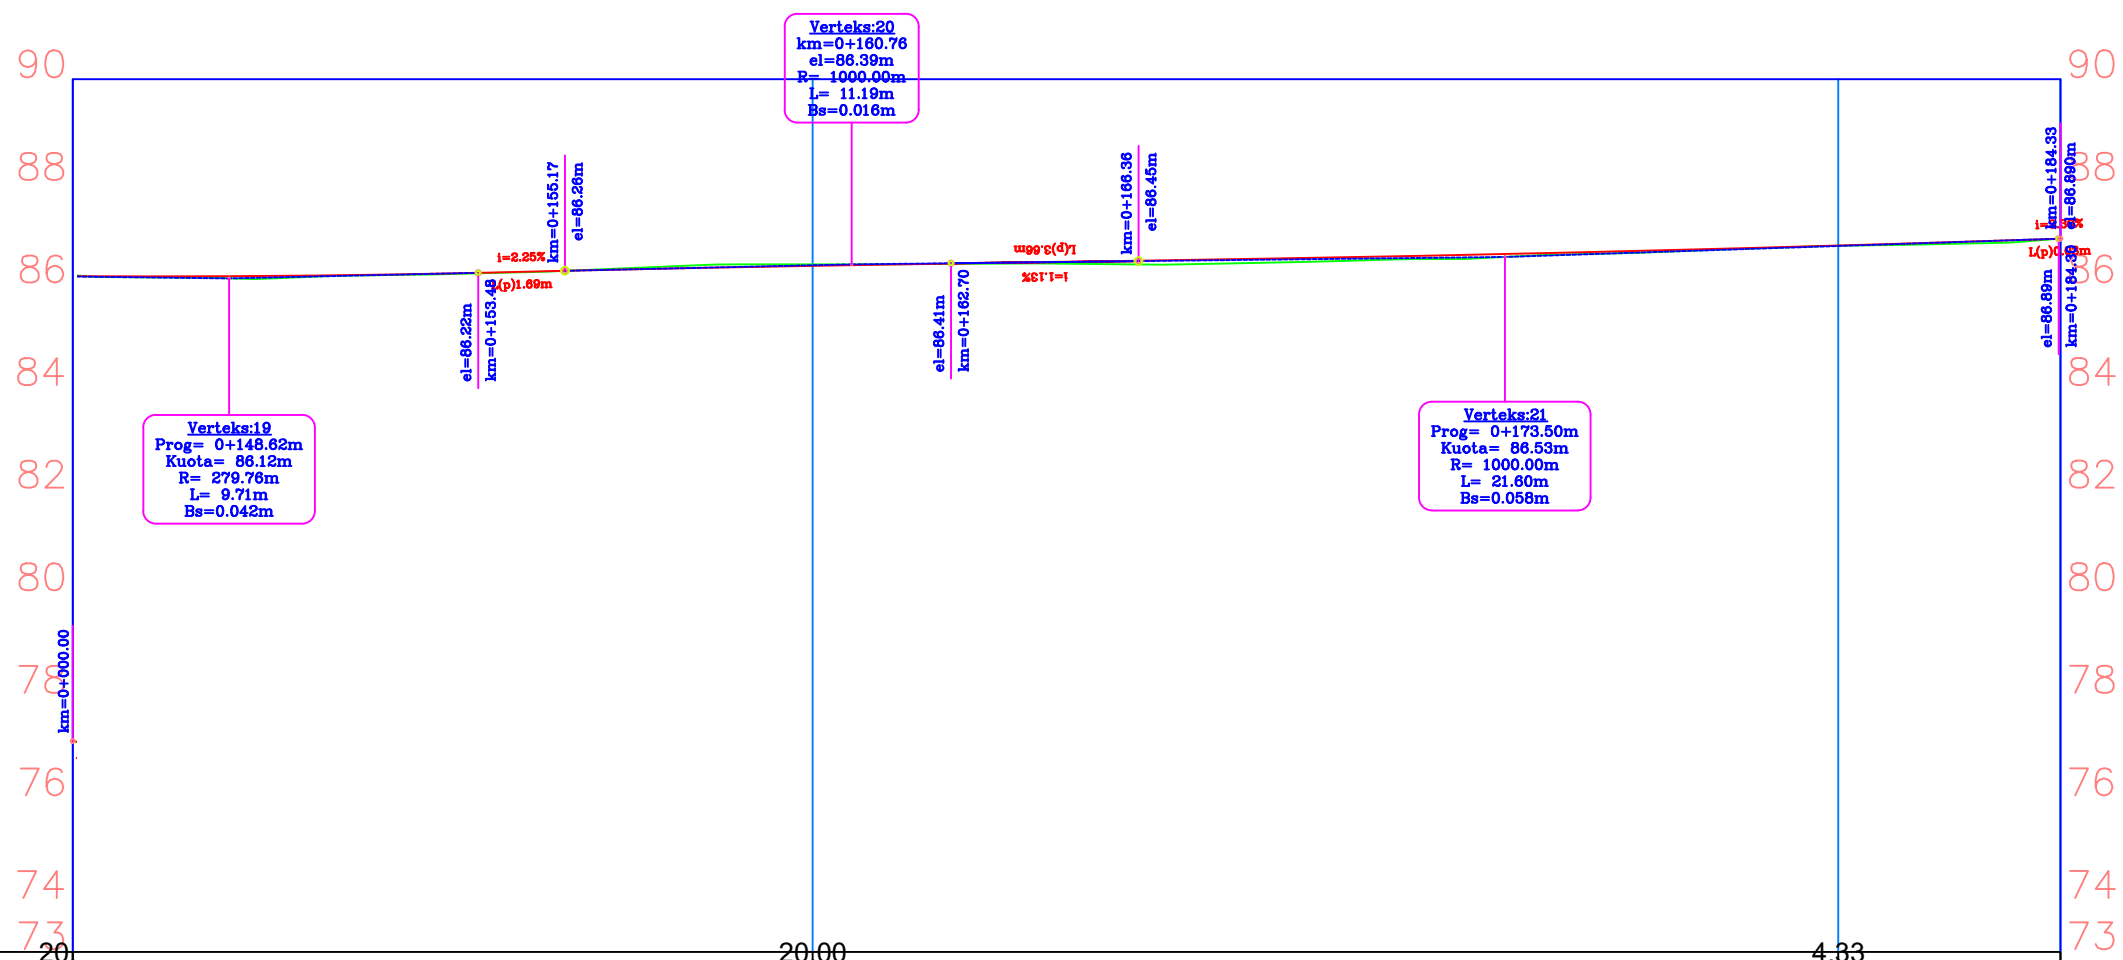 Verteks:20
km=0+160.76
el=86.39m
R= 1000.00m
L= 11.19m
Bs=0.016m
90
90
88
88
86
86
84
84
82
82
80
80
78
78
76
76
74
74
73
73
km=0+155.17
el=86.26m
i=2.25%
L(p)1.69m
el=86.22m
km=0+153.48
L(p)3.66m
i=1.13%
el=86.41m
km=0+162.70
km=0+166.36
el=86.45m
km=0+184.33
el=86.890m
el=86.89m
km=0+184.30
Verteks:19
Prog= 0+148.62m
Kuota= 86.12m
R= 279.76m
L= 9.71m
Bs=0.042m
Verteks:21
Prog= 0+173.50m
Kuota= 86.53m
R= 1000.00m
L= 21.60m
Bs=0.058m
km=0+000.00
20
20.00
4.33